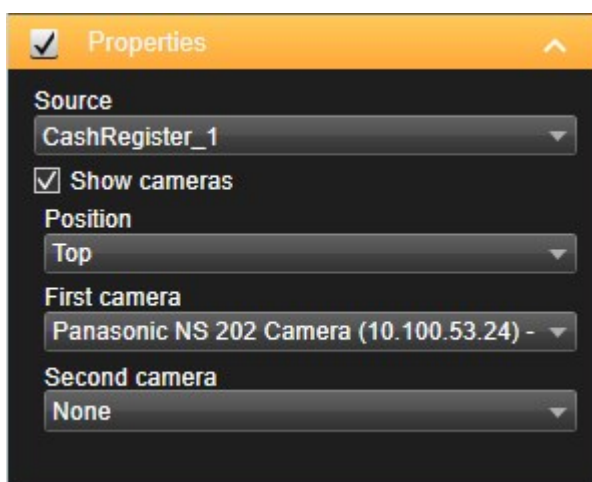 Properties
Source
CashRegister_1
Show cameras
Position
Top
First camera
Panasonic NS 202 Camera (10.100.53.24) -
Second camera
None